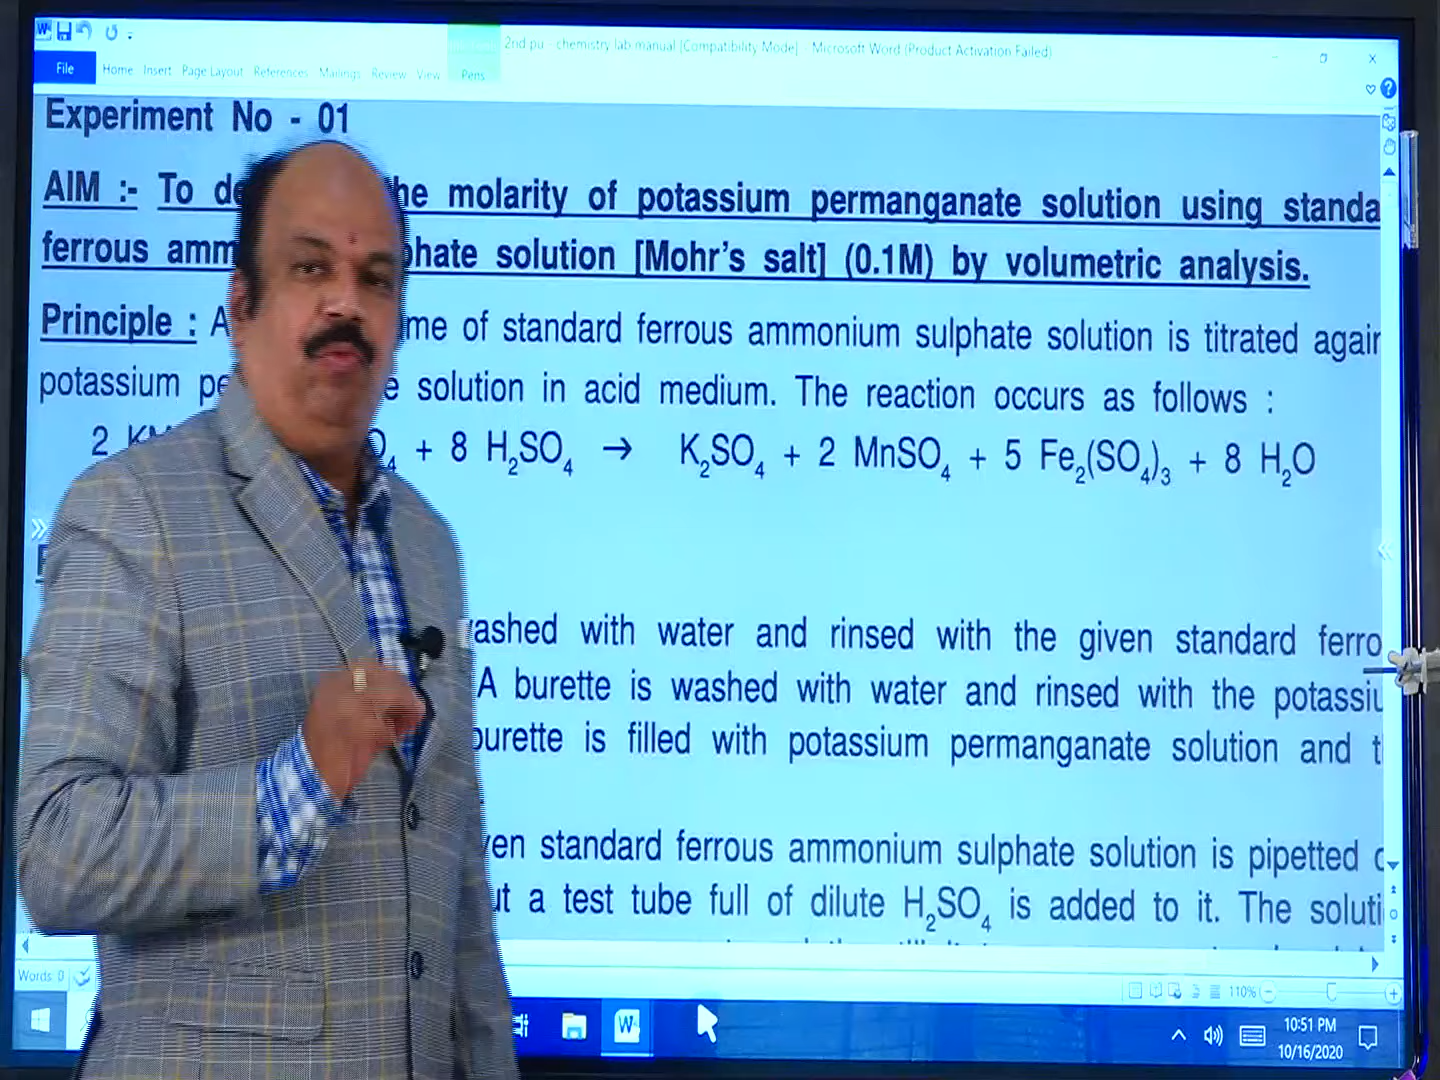 2nd pu - chemistry lab manual [Compatibility Mode] - Microsoft Word (Product Activation Failed)
File Home Insert Page Layout References Mailings Review View Pens
Experiment No - 01
AIM :- To de he molarity of potassium permanganate solution using standa
ferrous amm hate solution [Mohr's salt] (0.1M) by volumetric analysis.
Principle : A me of standard ferrous ammonium sulphate solution is titrated again
potassium pe e solution in acid medium. The reaction occurs as follows :
2 KM O₄ + 8 H₂SO₄ → K₂SO₄ + 2 MnSO₄ + 5 Fe₂(SO₄)₃ + 8 H₂O
ashed with water and rinsed with the given standard ferro
A burette is washed with water and rinsed with the potassiu
burette is filled with potassium permanganate solution and t
en standard ferrous ammonium sulphate solution is pipetted o
ut a test tube full of dilute H₂SO₄ is added to it. The soluti
Words: 0
110%
10:51 PM
10/16/2020